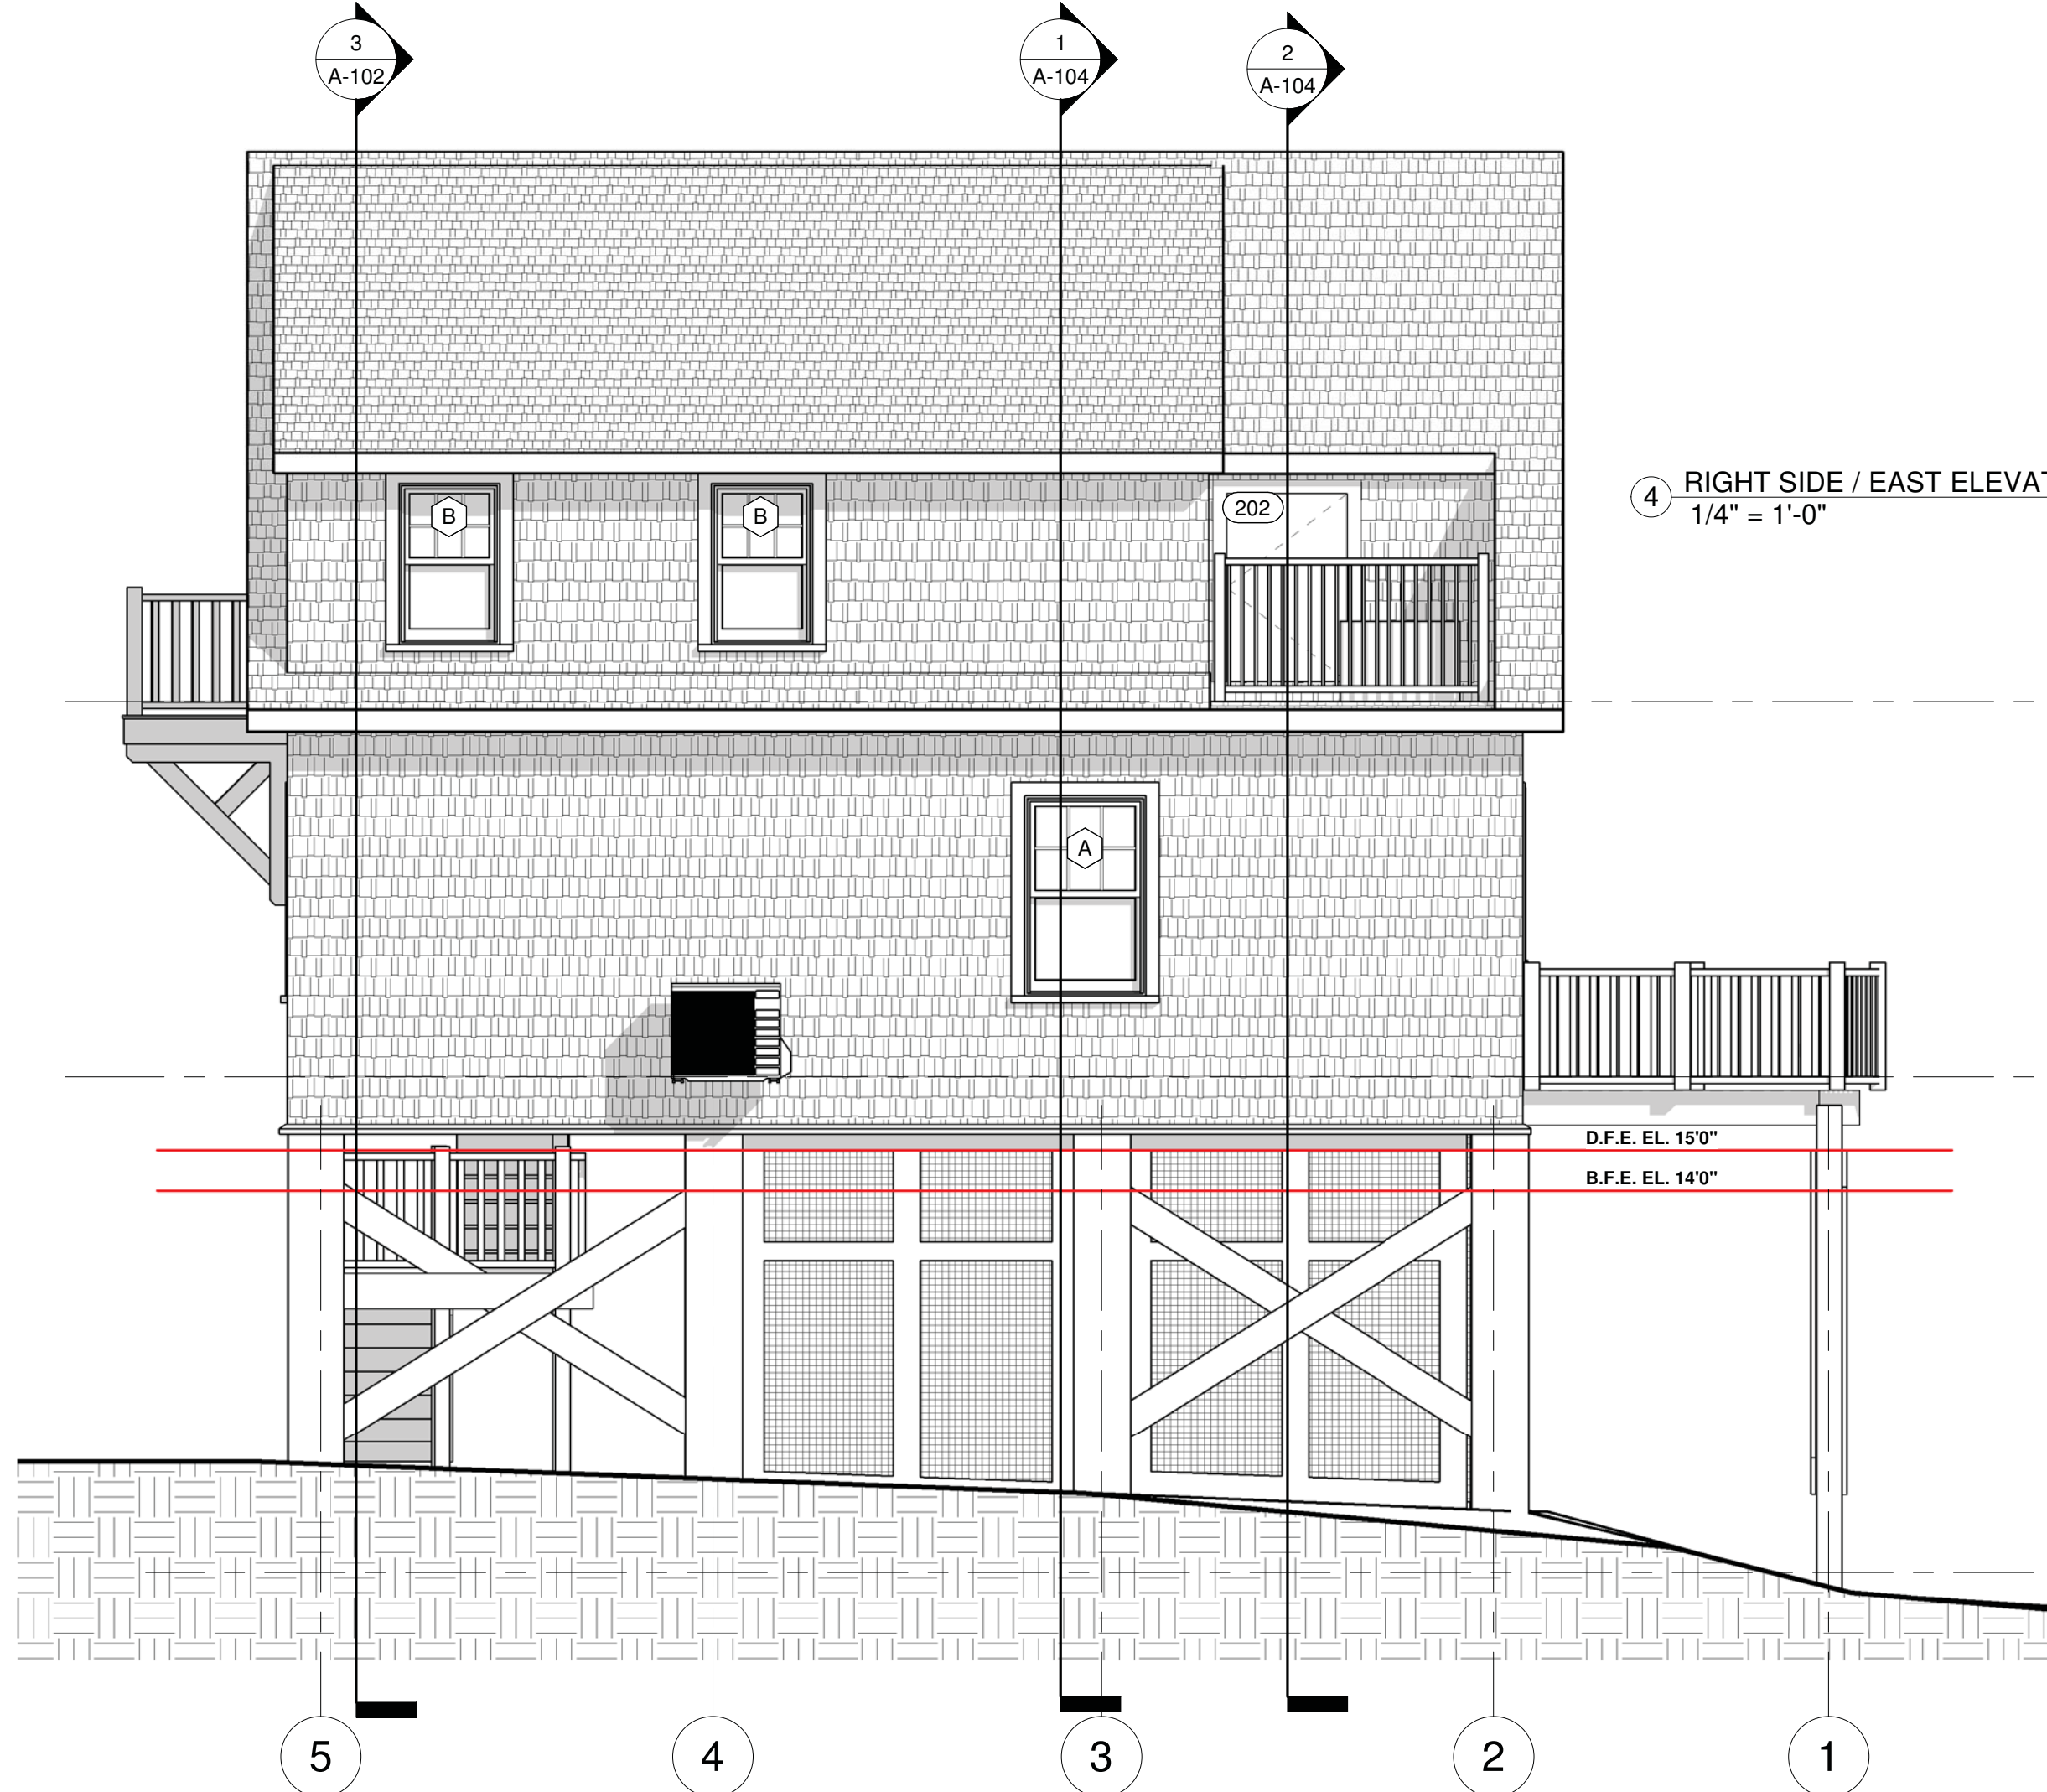 3
A-102
1
A-104
2
A-104
4
RIGHT SIDE / EAST ELEVAT
1/4" = 1'-0"
B
B
202
A
D.F.E. EL. 15'0"
B.F.E. EL. 14'0"
5
4
3
2
1